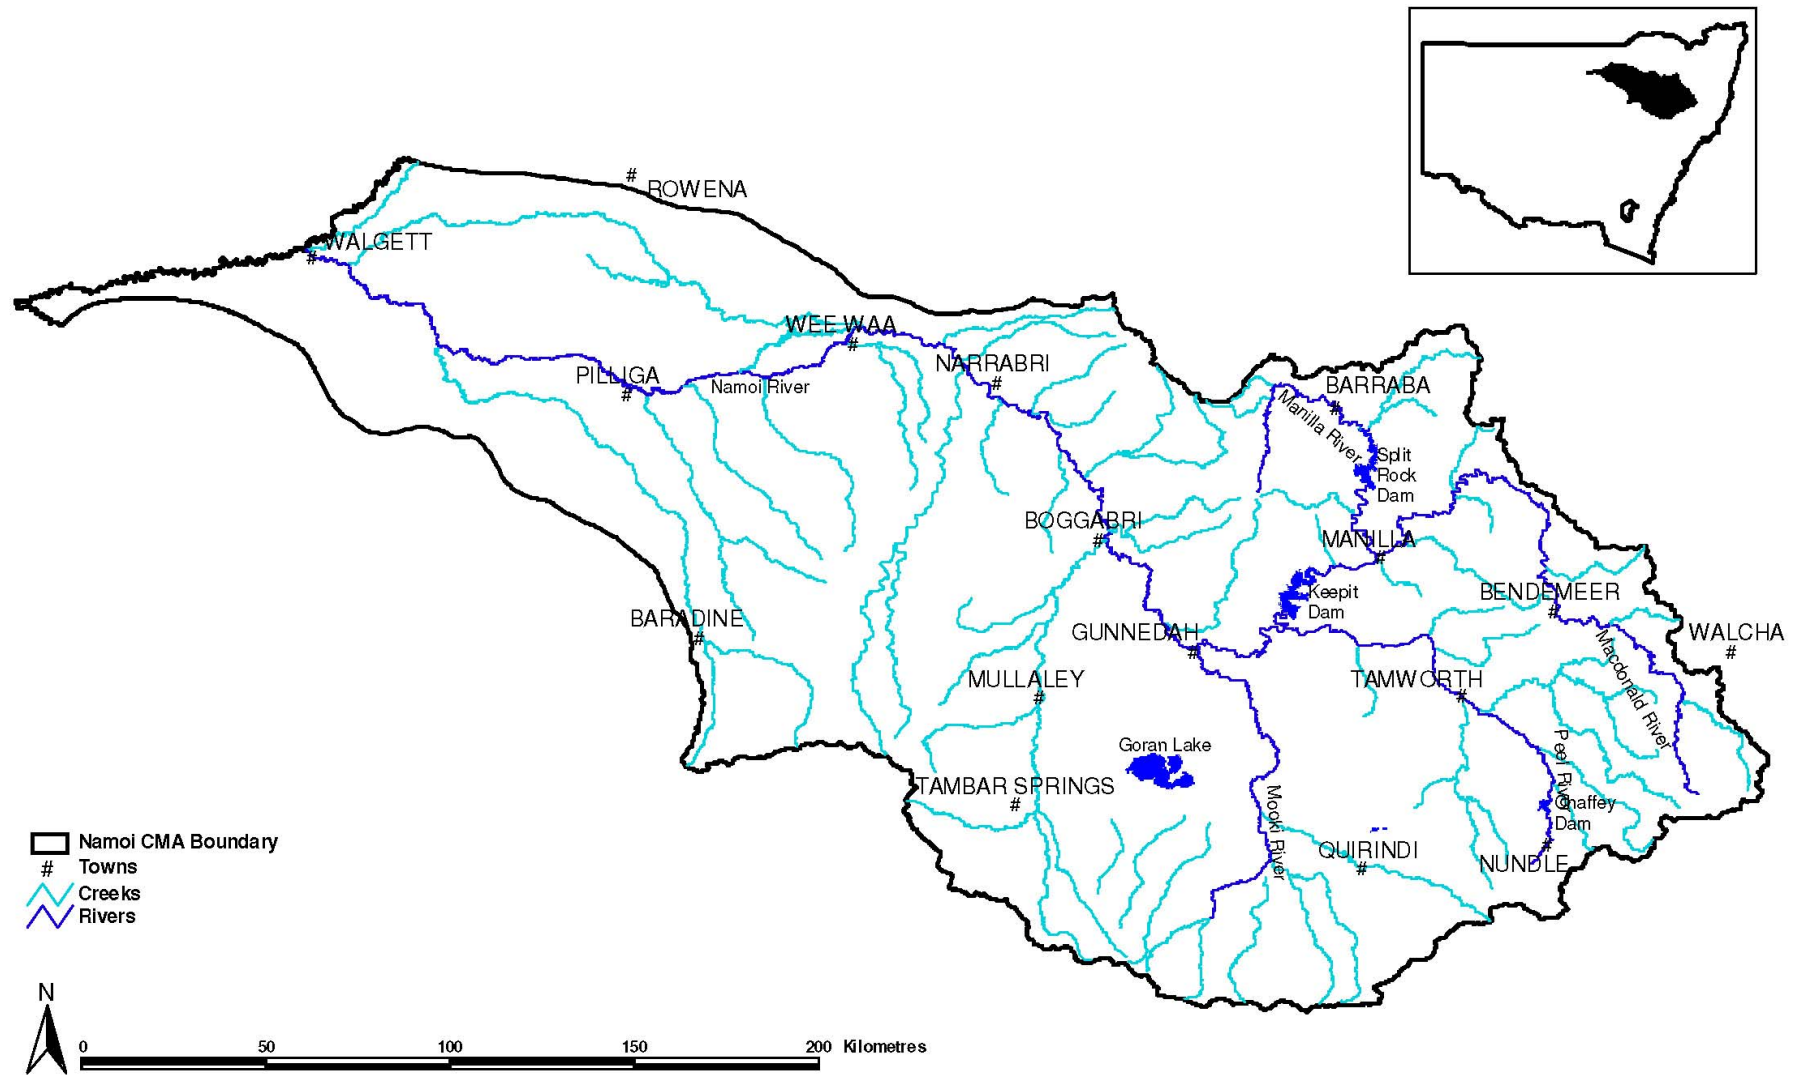 ROWENA
WALGETT
WEE WAA
NARRABRI
PILLIGA
Namoi River
BARRABA
Manilla River
Split
Rock
Dam
BOGGABRI
MANILLA
Keepit
Dam
BENDEMEER
BARADINE
GUNNEDAH
WALCHA
Macdonald River
MULLALEY
TAMWORTH
Goran Lake
Peel River
TAMBAR SPRINGS
Mooki River
Chaffey
Dam
QUIRINDI
NUNDLE
Namoi CMA Boundary
# Towns
Creeks
Rivers
N
0 50 100 150 200 Kilometres